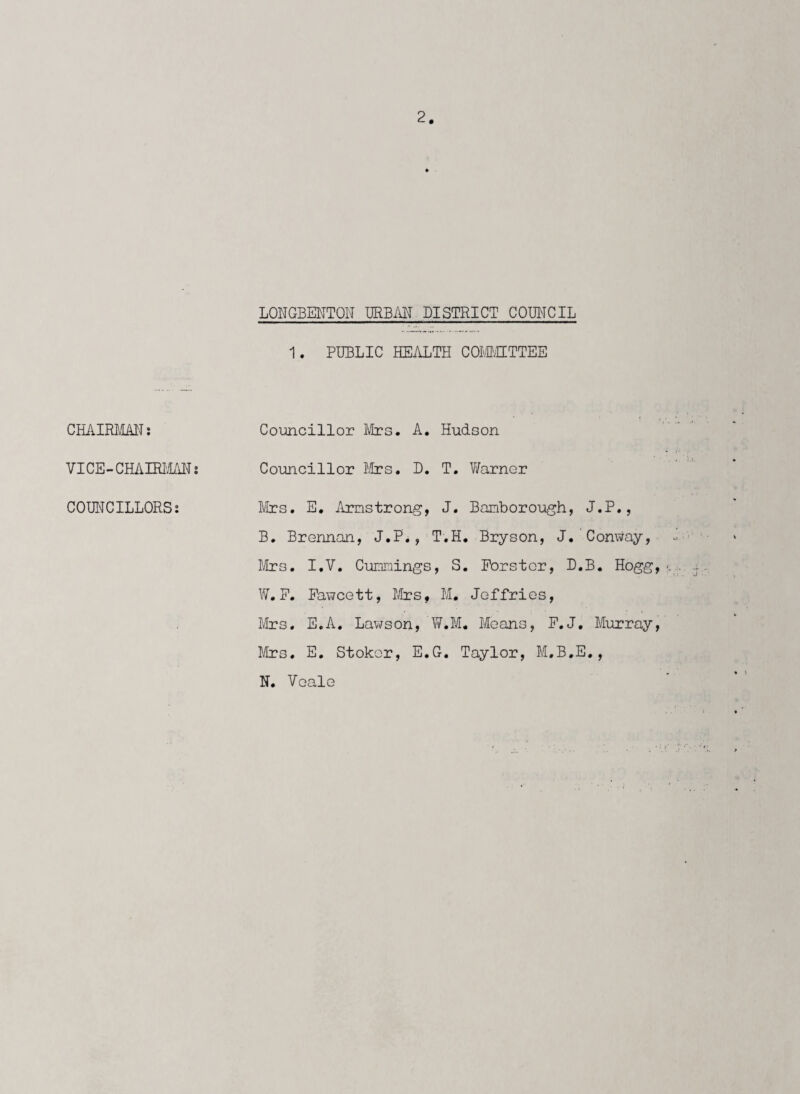 2.
LONGBENTON URBAN DISTRICT COUNCIL
1. PUBLIC HEALTH COMMITTEE
CHAIRMAN: Councillor Mrs. A. Hudson
VICE-CHAIRMAN: Councillor Mrs. D. T. Warner
COUNCILLORS: Mrs. E. Armstrong, J. Bamborough, J.P.,
B. Brennan, J.P., T.H. Bryson, J. Conway,
Mrs. I.V. Cummings, S. Forster, D.B. Hogg,
W.F. Fawcett, Mrs, M. Jeffries,
Mrs. E.A. Lawson, W.M. Means, F.J. Murray,
Mrs. E. Stoker, E.G. Taylor, M.B.E.,
N. Veale